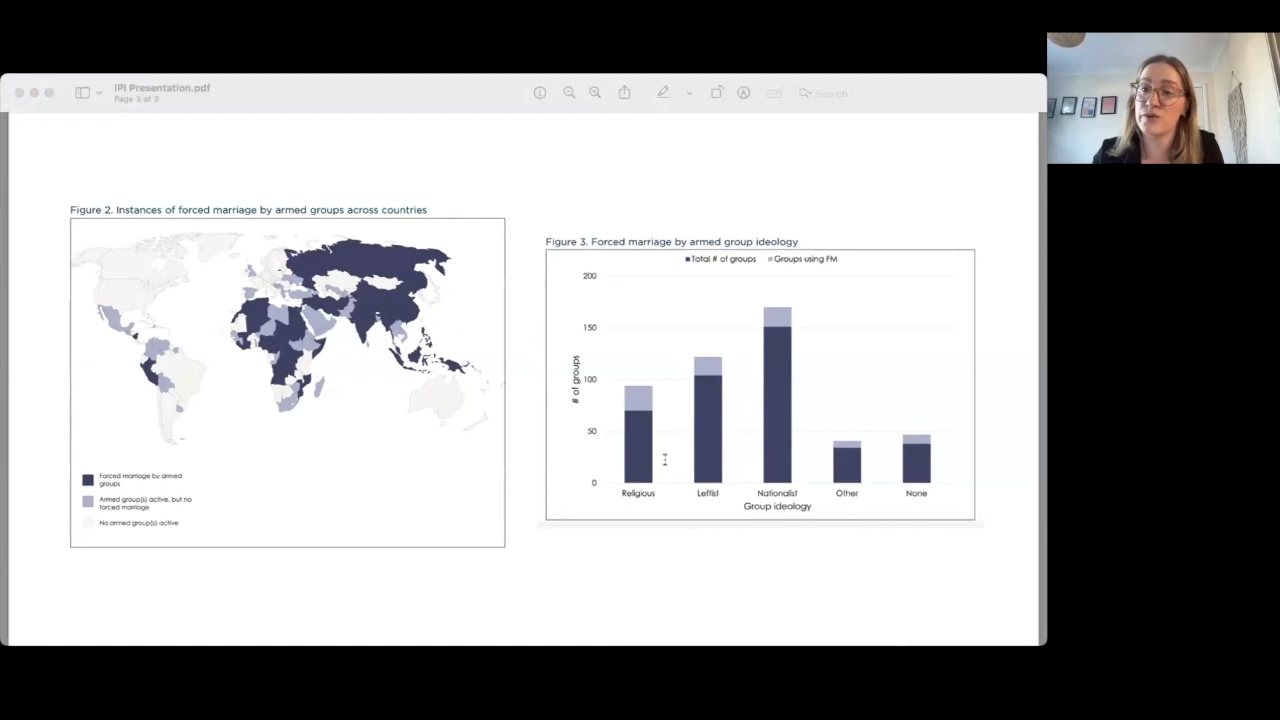 IPI Presentation.pdf
Page 3 of 3
Search
Figure 2. Instances of forced marriage by armed groups across countries
Forced marriage by armed
groups
Armed group(s) active, but no
forced marriage
No armed group(s) active
Figure 3. Forced marriage by armed group ideology
Total # of groups
Groups using FM
200
150
100
50
0
# of groups
Religious
Leftist
Nationalist
Other
None
Group ideology